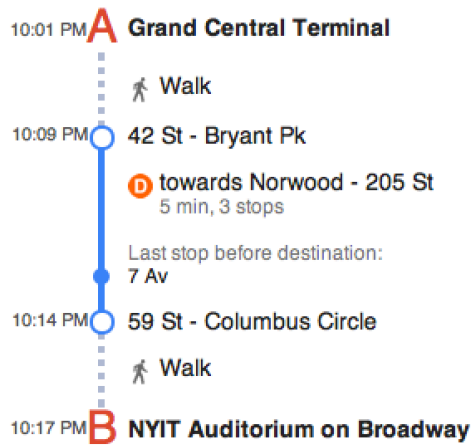 10:01 PM A Grand Central Terminal
Walk
10:09 PM 42 St - Bryant Pk
D towards Norwood - 205 St
5 min, 3 stops
Last stop before destination:
7 Av
10:14 PM 59 St - Columbus Circle
Walk
10:17 PM B NYIT Auditorium on Broadway